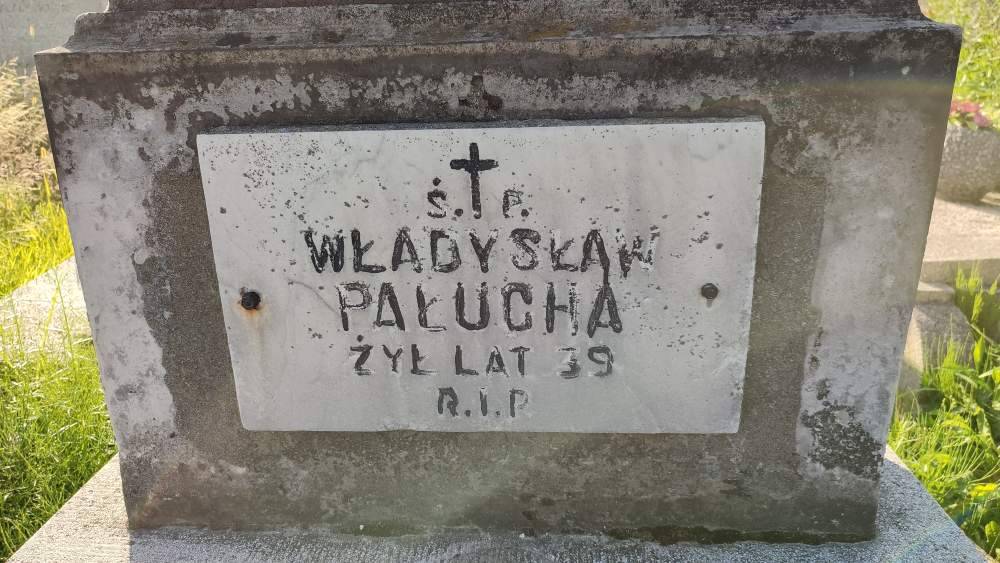 Ś. P.
WŁADYSŁAW
PAŁUCHA
ŻYŁ LAT 39
R.I.P